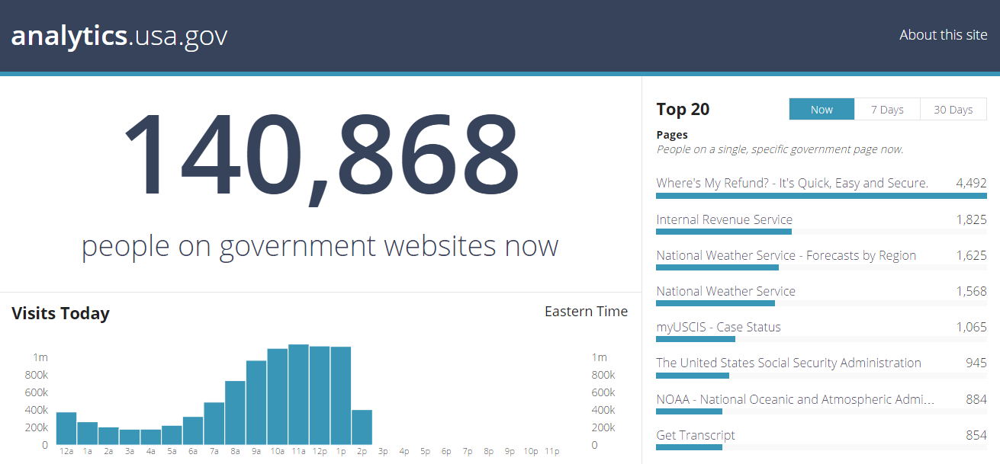 analytics.usa.gov
About this site
140,868
people on government websites now
Visits Today
Eastern Time
1m
800k
600k
400k
200k
0
1m
800k
600k
400k
200k
0
12a 1a 2a 3a 4a 5a 6a 7a 8a 9a 10a 11a 12p 1p 2p 3p 4p 5p 6p 7p 8p 9p 10p 11p
Top 20
Now 7 Days 30 Days
Pages
People on a single, specific government page now.
Where's My Refund? - It's Quick, Easy and Secure. 4,492
Internal Revenue Service 1,825
National Weather Service - Forecasts by Region 1,625
National Weather Service 1,568
myUSCIS - Case Status 1,065
The United States Social Security Administration 945
NOAA - National Oceanic and Atmospheric Admi... 884
Get Transcript 854